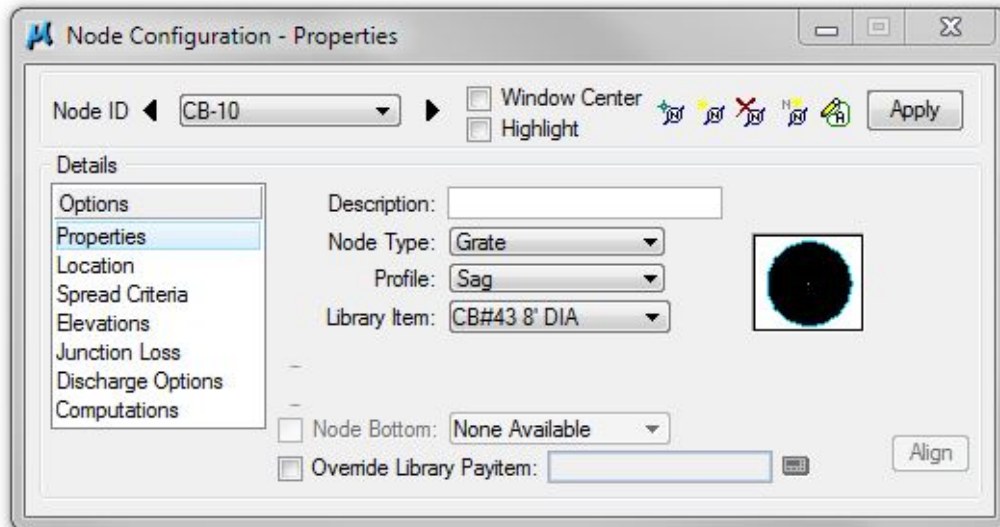 Node Configuration - Properties
Node ID CB-10 Window Center Apply
Highlight
Details
Options
Properties
Location
Spread Criteria
Elevations
Junction Loss
Discharge Options
Computations
Description:
Node Type: Grate
Profile: Sag
Library Item: CB#43 8' DIA
Node Bottom: None Available
Override Library Payitem:
Align